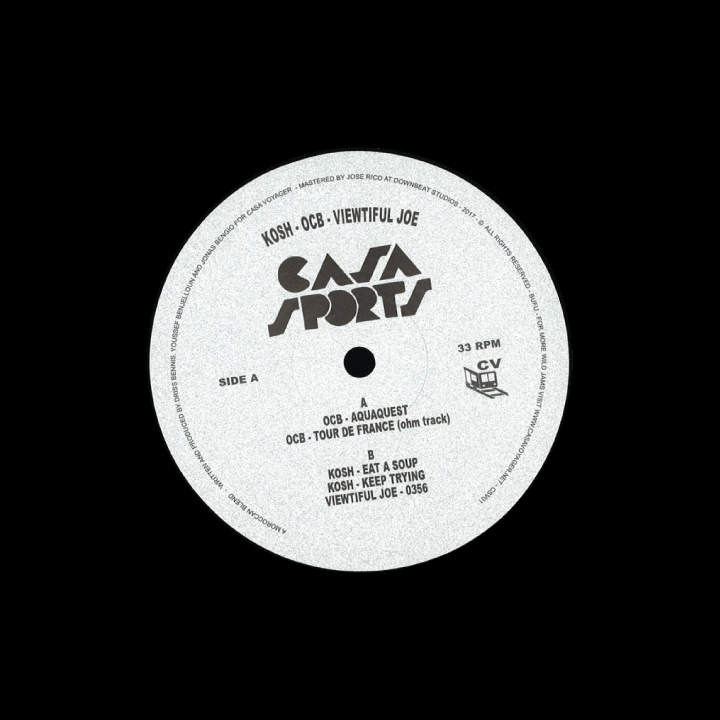 A MOROCCAN BLEND - WRITTEN AND PRODUCED BY DRISS BENNIS, YOUSSEF BENJELLOUN AND JONAS BENGIO FOR CASA VOYAGER - MASTERED BY JOSE RICO AT DOWNBEAT STUDIOS - 2017 - © ALL RIGHTS RESERVED - BUFU - FOR MORE WILD JAMS VISIT WWW.CASAVOYAGER.NET - CSV01
KOSH - OCB - VIEWTIFUL JOE
CASA
SPORTS
SIDE A
33 RPM
CV
A
OCB - AQUAQUEST
OCB - TOUR DE FRANCE (ohm track)
B
KOSH - EAT A SOUP
KOSH - KEEP TRYING
VIEWTIFUL JOE - 0356